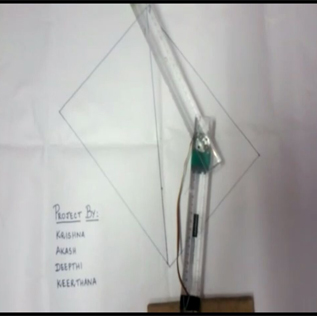 PROJECT BY:
KRISHNA
AKASH
DEEPTHI
KEERTHANA